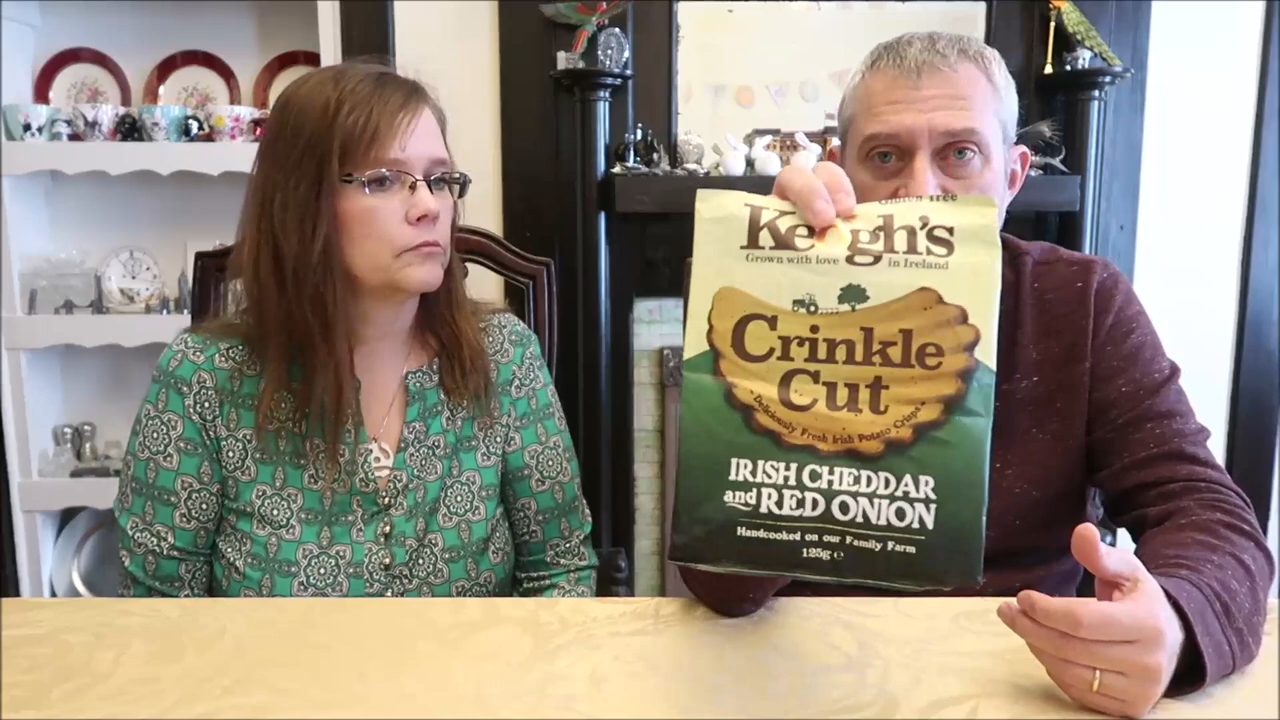 Gluten Free
Keogh's
Grown with love in Ireland
Crinkle
Cut
Deliciously Fresh Irish Potato Crisps
IRISH CHEDDAR
and RED ONION
Handcooked on our Family Farm
125g e